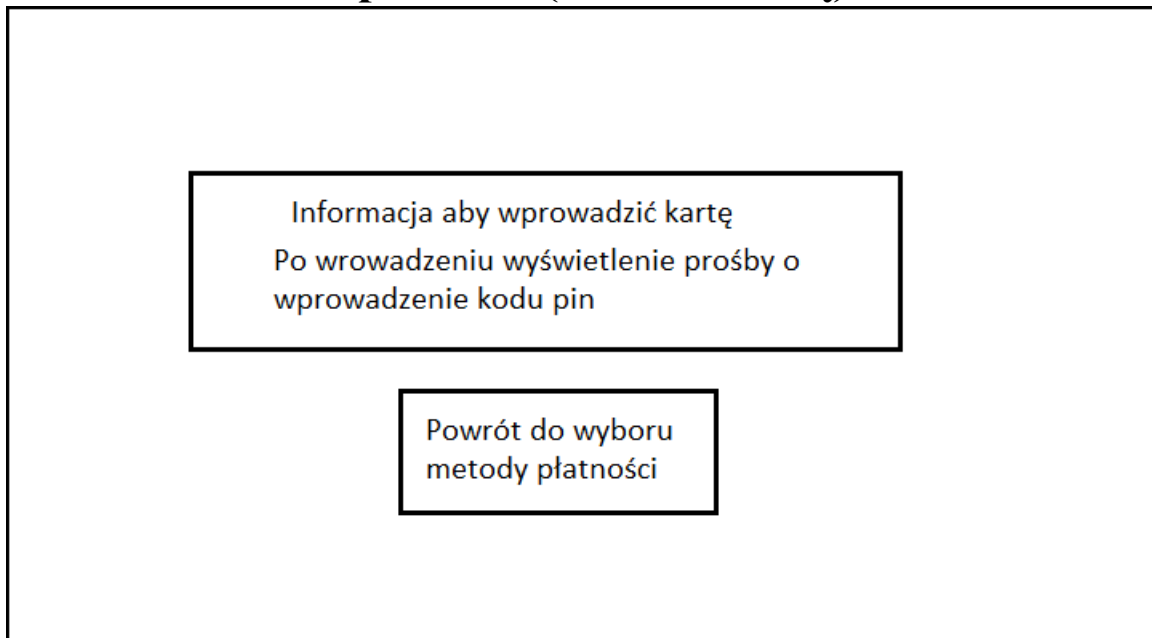 Informacja aby wprowadzić kartę
Po wrowadzeniu wyświetlenie prośby o
wprowadzenie kodu pin
Powrót do wyboru
metody płatności